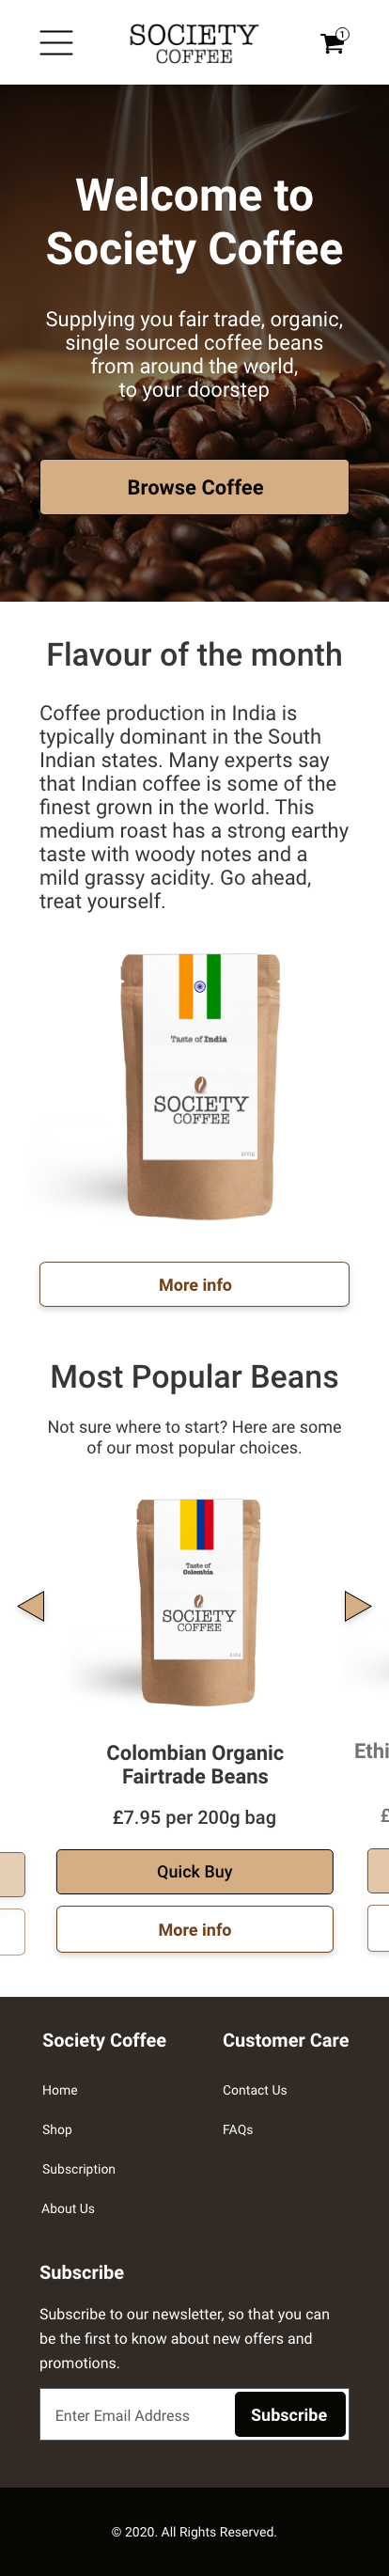 SOCIETY
COFFEE
1
Welcome to
Society Coffee
Supplying you fair trade, organic,
single sourced coffee beans
from around the world,
to your doorstep
Browse Coffee
Flavour of the month
Coffee production in India is
typically dominant in the South
Indian states. Many experts say
that Indian coffee is some of the
finest grown in the world. This
medium roast has a strong earthy
taste with woody notes and a
mild grassy acidity. Go ahead,
treat yourself.
Taste of India
SOCIETY
COFFEE
200g
More info
Most Popular Beans
Not sure where to start? Here are some
of our most popular choices.
Taste of
Colombia
SOCIETY
COFFEE
Colombian Organic
Fairtrade Beans
£7.95 per 200g bag
Quick Buy
More info
Ethi
£
Society Coffee
Customer Care
Home
Contact Us
Shop
FAQs
Subscription
About Us
Subscribe
Subscribe to our newsletter, so that you can
be the first to know about new offers and
promotions.
Enter Email Address
Subscribe
© 2020. All Rights Reserved.